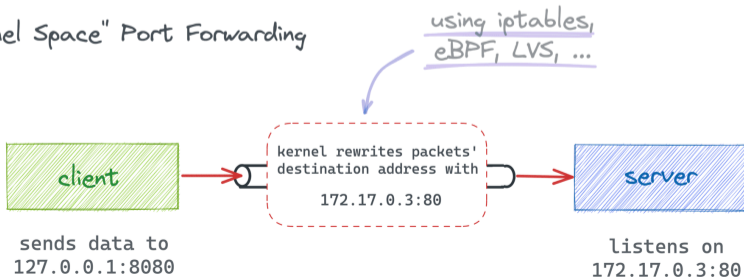 nel Space" Port Forwarding
using iptables,
eBPF, LVS, ...
kernel rewrites packets'
destination address with
172.17.0.3:80
client
server
sends data to
127.0.0.1:8080
listens on
172.17.0.3:80